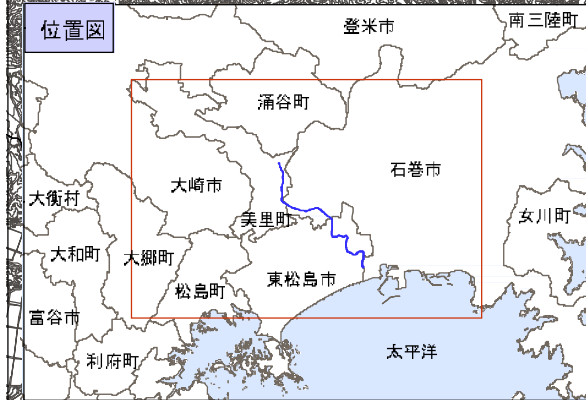 位置図
登米市
南三陸町
涌谷町
石巻市
大崎市
大衡村
女川町
美里町
大和町
大郷町
東松島市
松島町
富谷市
太平洋
利府町